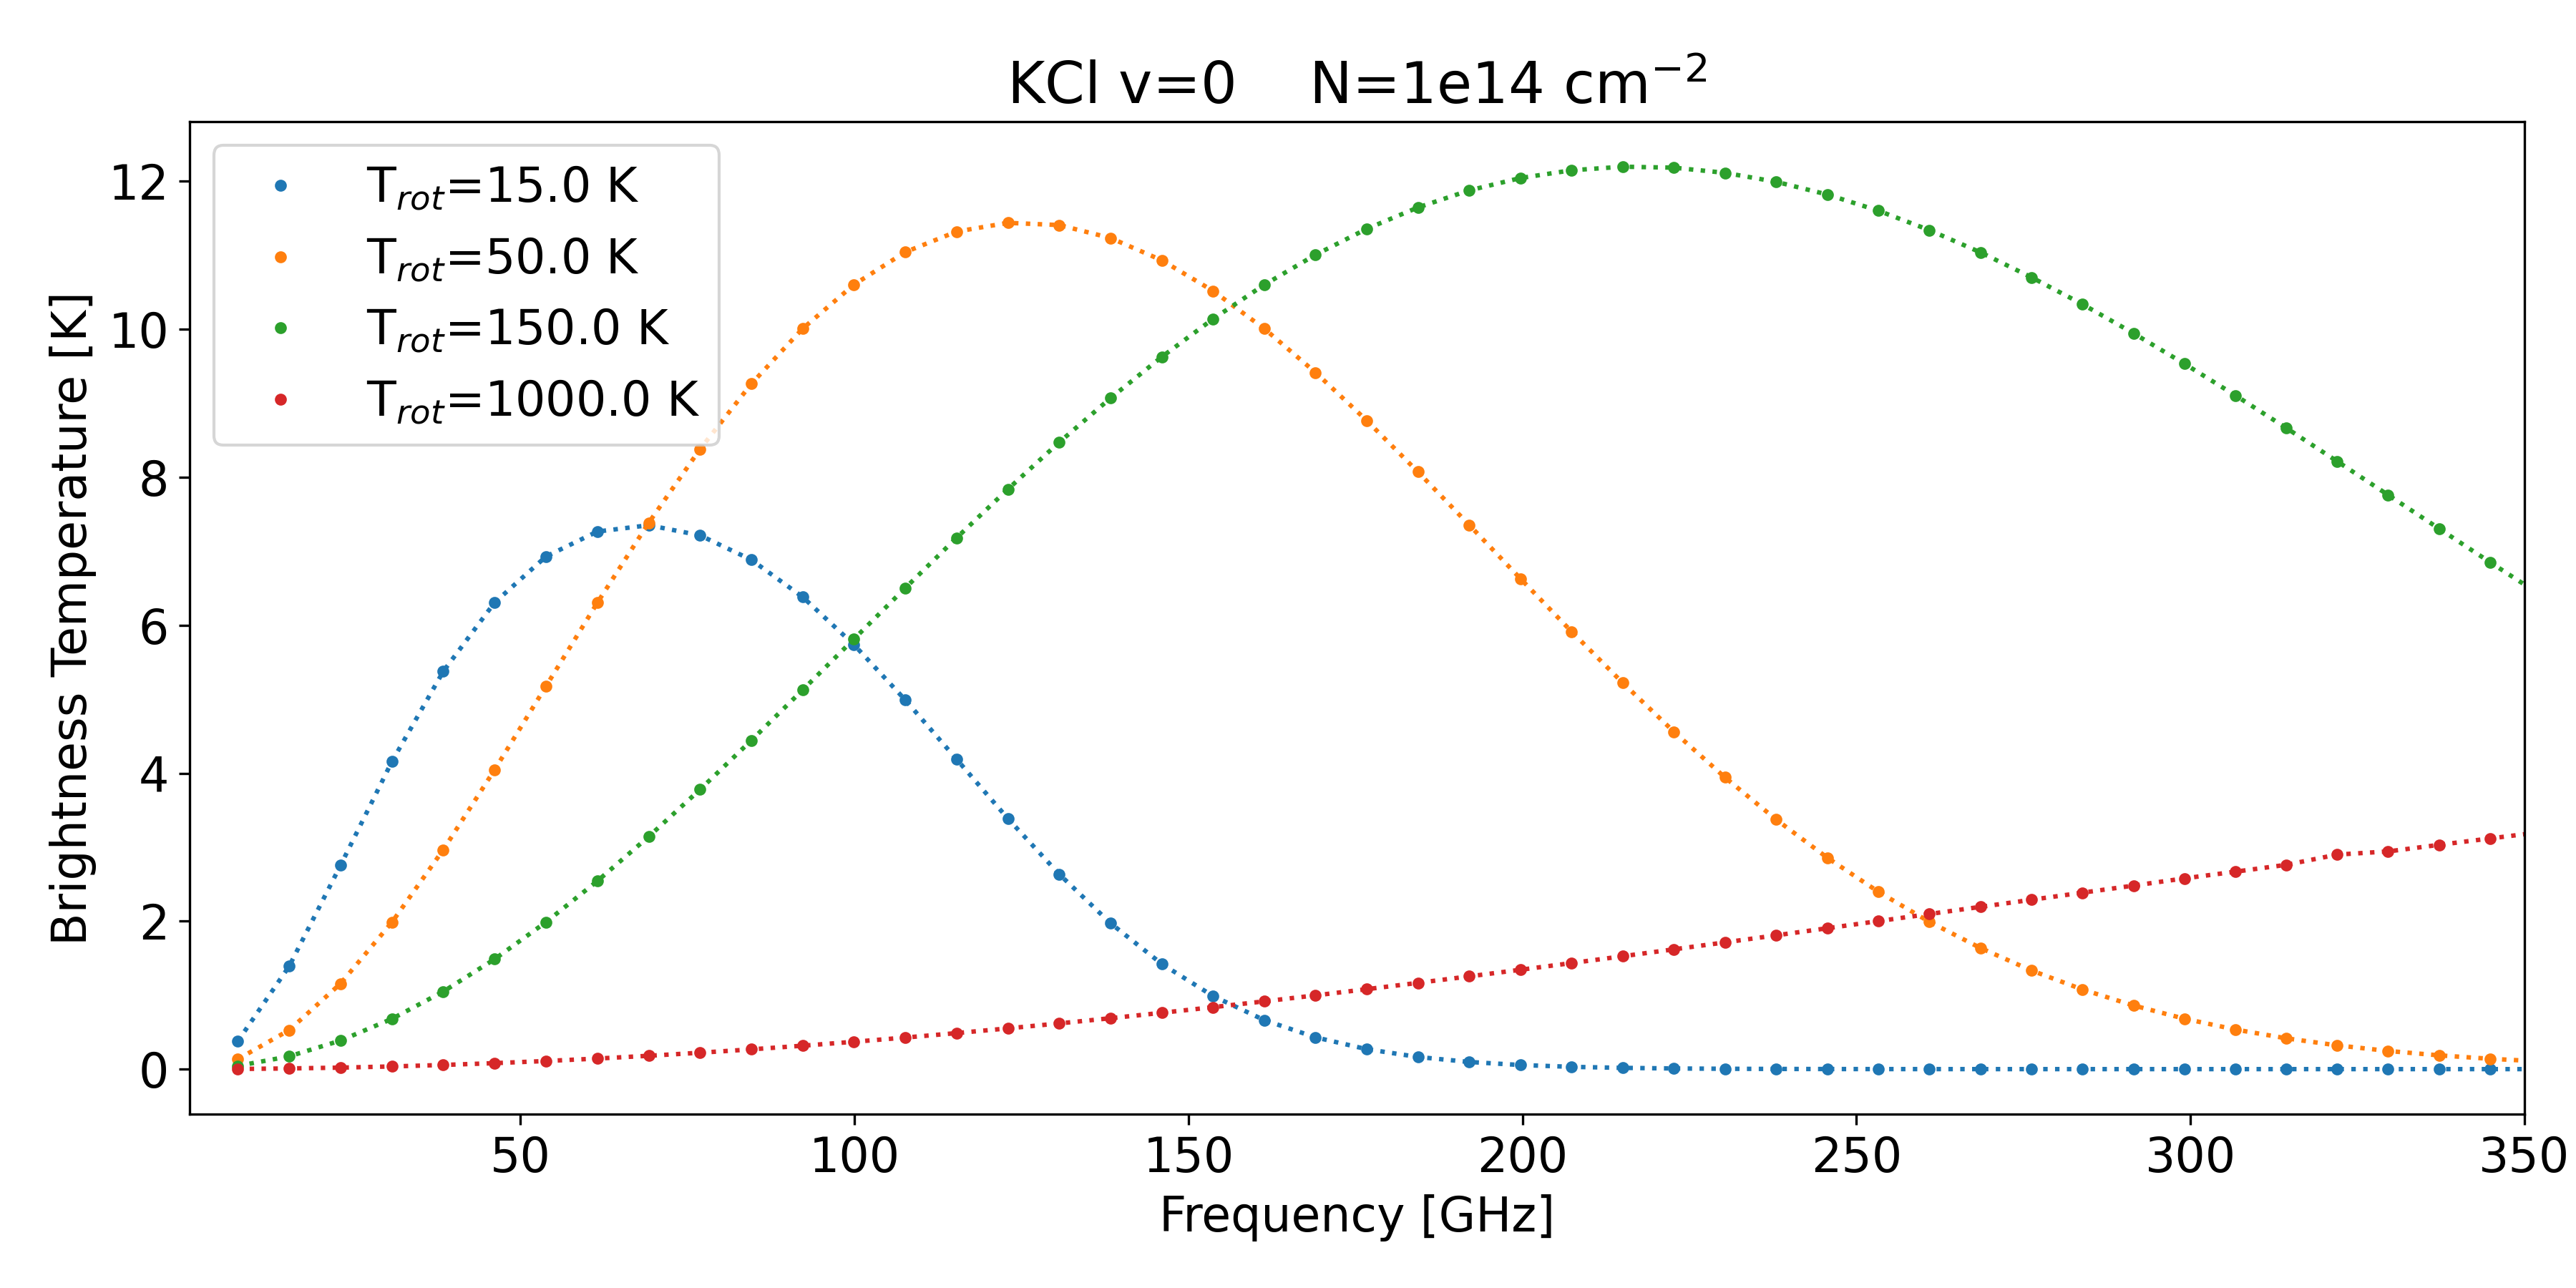 KCl v=0    N=1e14 cm⁻²
T_rot=15.0 K
T_rot=50.0 K
T_rot=150.0 K
T_rot=1000.0 K
Brightness Temperature [K]
12
10
8
6
4
2
0
50 100 150 200 250 300 350
Frequency [GHz]